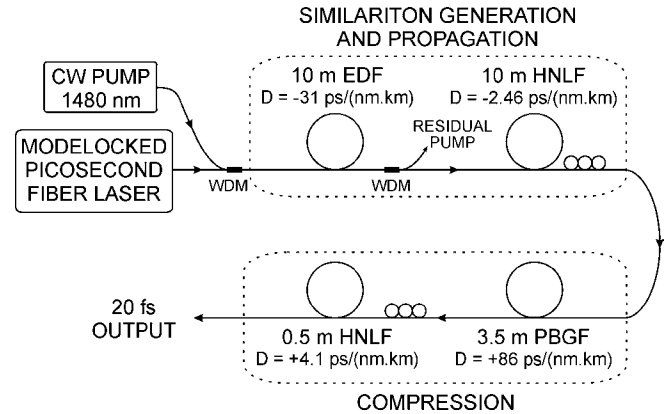 SIMILARITON GENERATION
AND PROPAGATION
CW PUMP
1480 nm
10 m EDF
D = -31 ps/(nm.km)
10 m HNLF
D = -2.46 ps/(nm.km)
RESIDUAL
PUMP
MODELOCKED
PICOSECOND
FIBER LASER
WDM
WDM
20 fs
OUTPUT
0.5 m HNLF
D = +4.1 ps/(nm.km)
3.5 m PBGF
D = +86 ps/(nm.km)
COMPRESSION